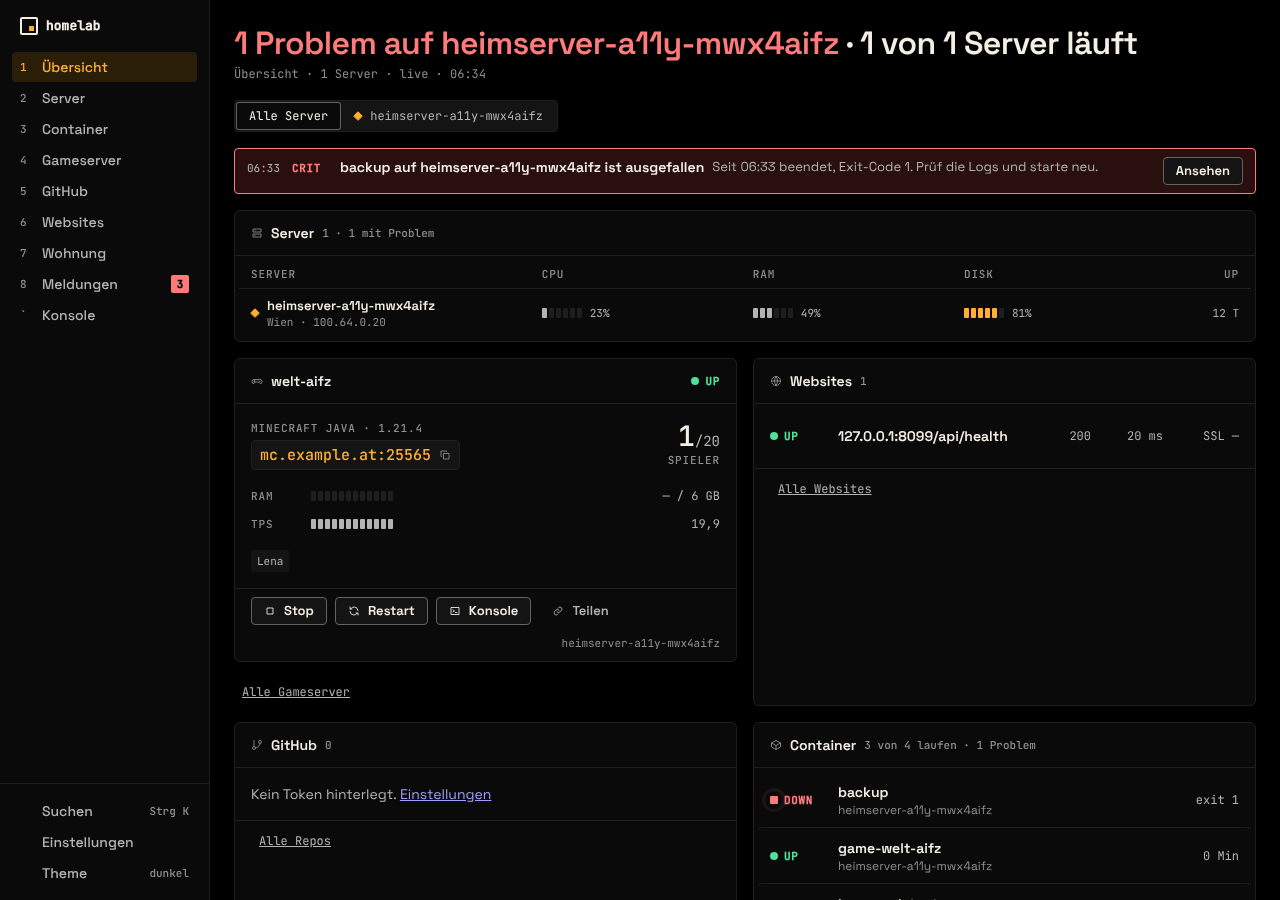 homelab
1 Übersicht
2 Server
3 Container
4 Gameserver
5 GitHub
6 Websites
7 Wohnung
8 Meldungen 3
` Konsole
Suchen Strg K
Einstellungen
Theme dunkel
1 Problem auf heimserver-a11y-mwx4aifz · 1 von 1 Server läuft
Übersicht · 1 Server · live · 06:34
Alle Server heimserver-a11y-mwx4aifz
06:33 CRIT backup auf heimserver-a11y-mwx4aifz ist ausgefallen Seit 06:33 beendet, Exit-Code 1. Prüf die Logs und starte neu. Ansehen
Server 1 · 1 mit Problem
SERVER CPU RAM DISK UP
heimserver-a11y-mwx4aifz 23% 49% 81% 12 T
Wien · 100.64.0.20
welt-aifz UP
MINECRAFT JAVA · 1.21.4
mc.example.at:25565
1/20
SPIELER
RAM — / 6 GB
TPS 19,9
Lena
Stop Restart Konsole Teilen
heimserver-a11y-mwx4aifz
Alle Gameserver
Websites 1
UP 127.0.0.1:8099/api/health 200 20 ms SSL —
Alle Websites
GitHub 0
Kein Token hinterlegt. Einstellungen
Alle Repos
Container 3 von 4 laufen · 1 Problem
DOWN backup exit 1
heimserver-a11y-mwx4aifz
UP game-welt-aifz 0 Min
heimserver-a11y-mwx4aifz